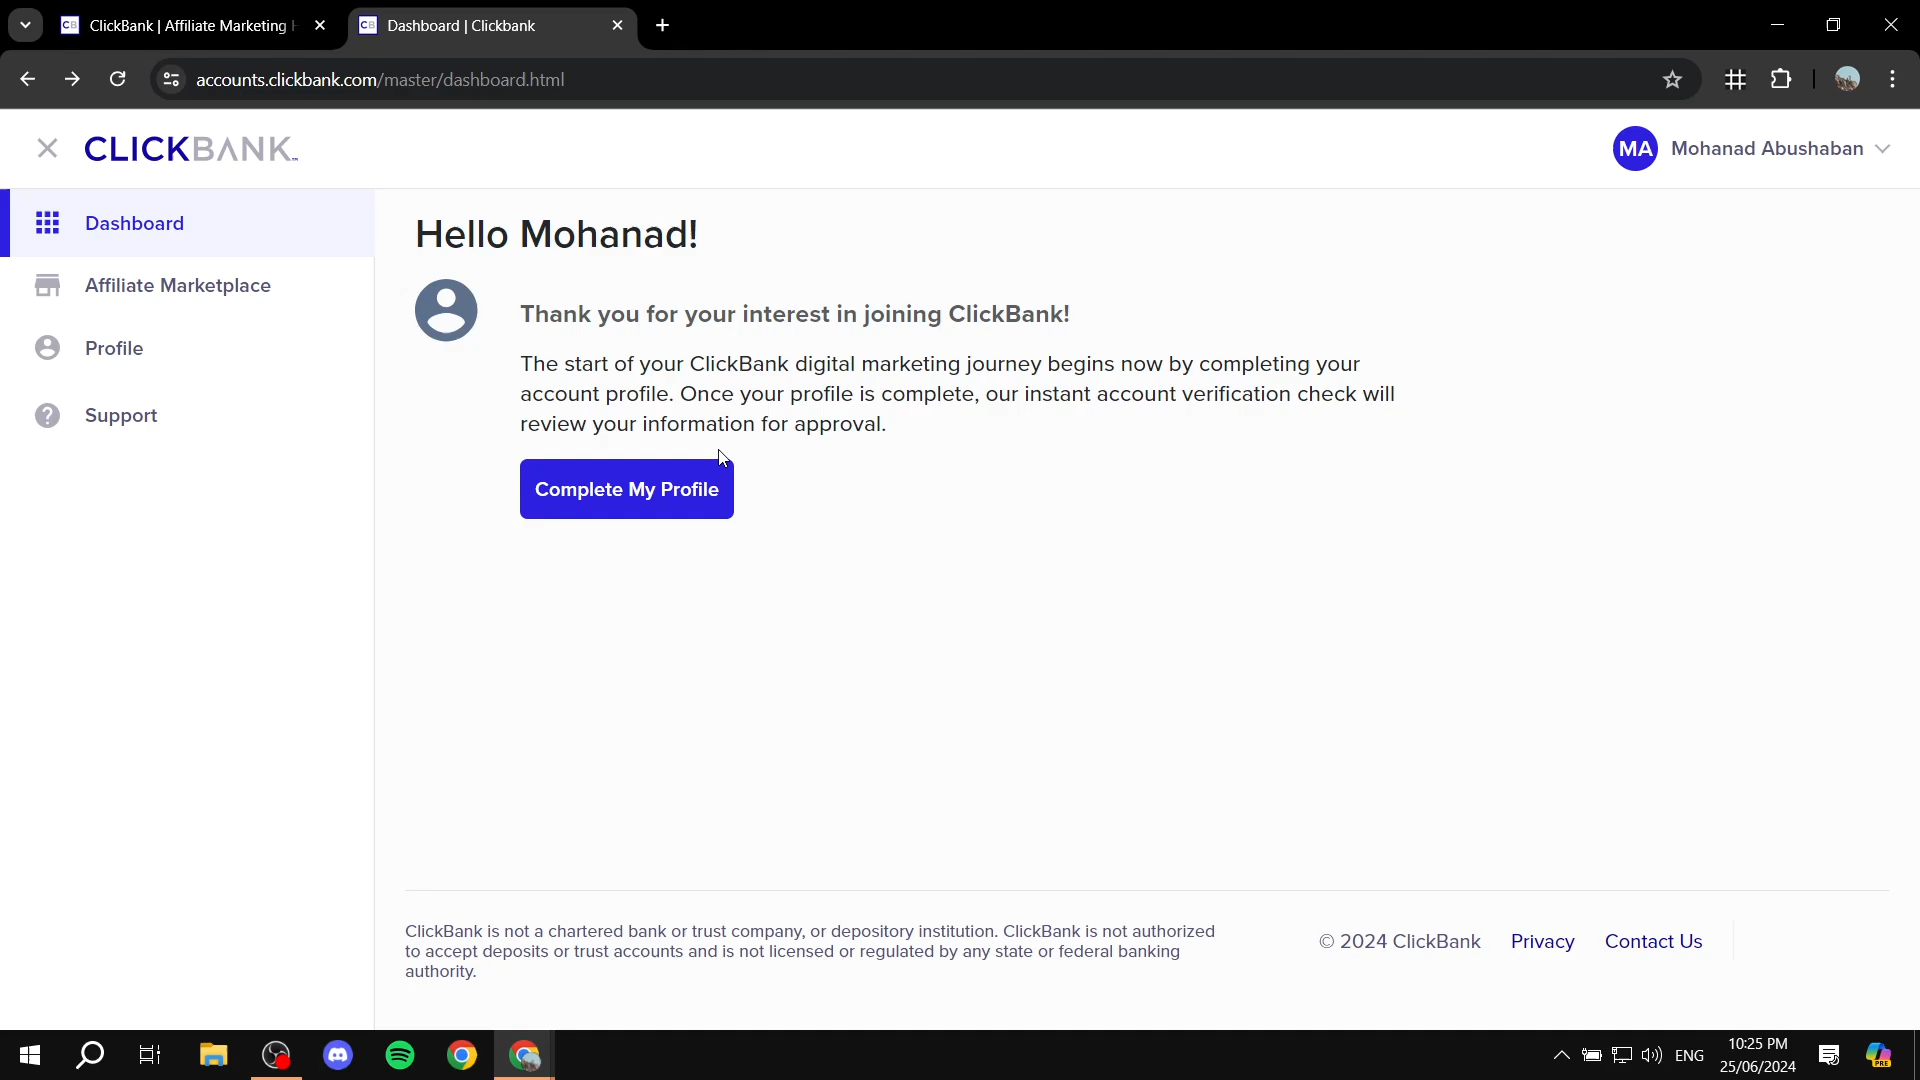 ClickBank | Affiliate Marketing
Dashboard | Clickbank
accounts.clickbank.com/master/dashboard.html
CLICKBANK
MA Mohanad Abushaban
Dashboard
Affiliate Marketplace
Profile
Support
Hello Mohanad!
Thank you for your interest in joining ClickBank!
The start of your ClickBank digital marketing journey begins now by completing your
account profile. Once your profile is complete, our instant account verification check will
review your information for approval.
Complete My Profile
ClickBank is not a chartered bank or trust company, or depository institution. ClickBank is not authorized
to accept deposits or trust accounts and is not licensed or regulated by any state or federal banking
authority.
© 2024 ClickBank Privacy Contact Us
ENG
10:25 PM
25/06/2024
PRE